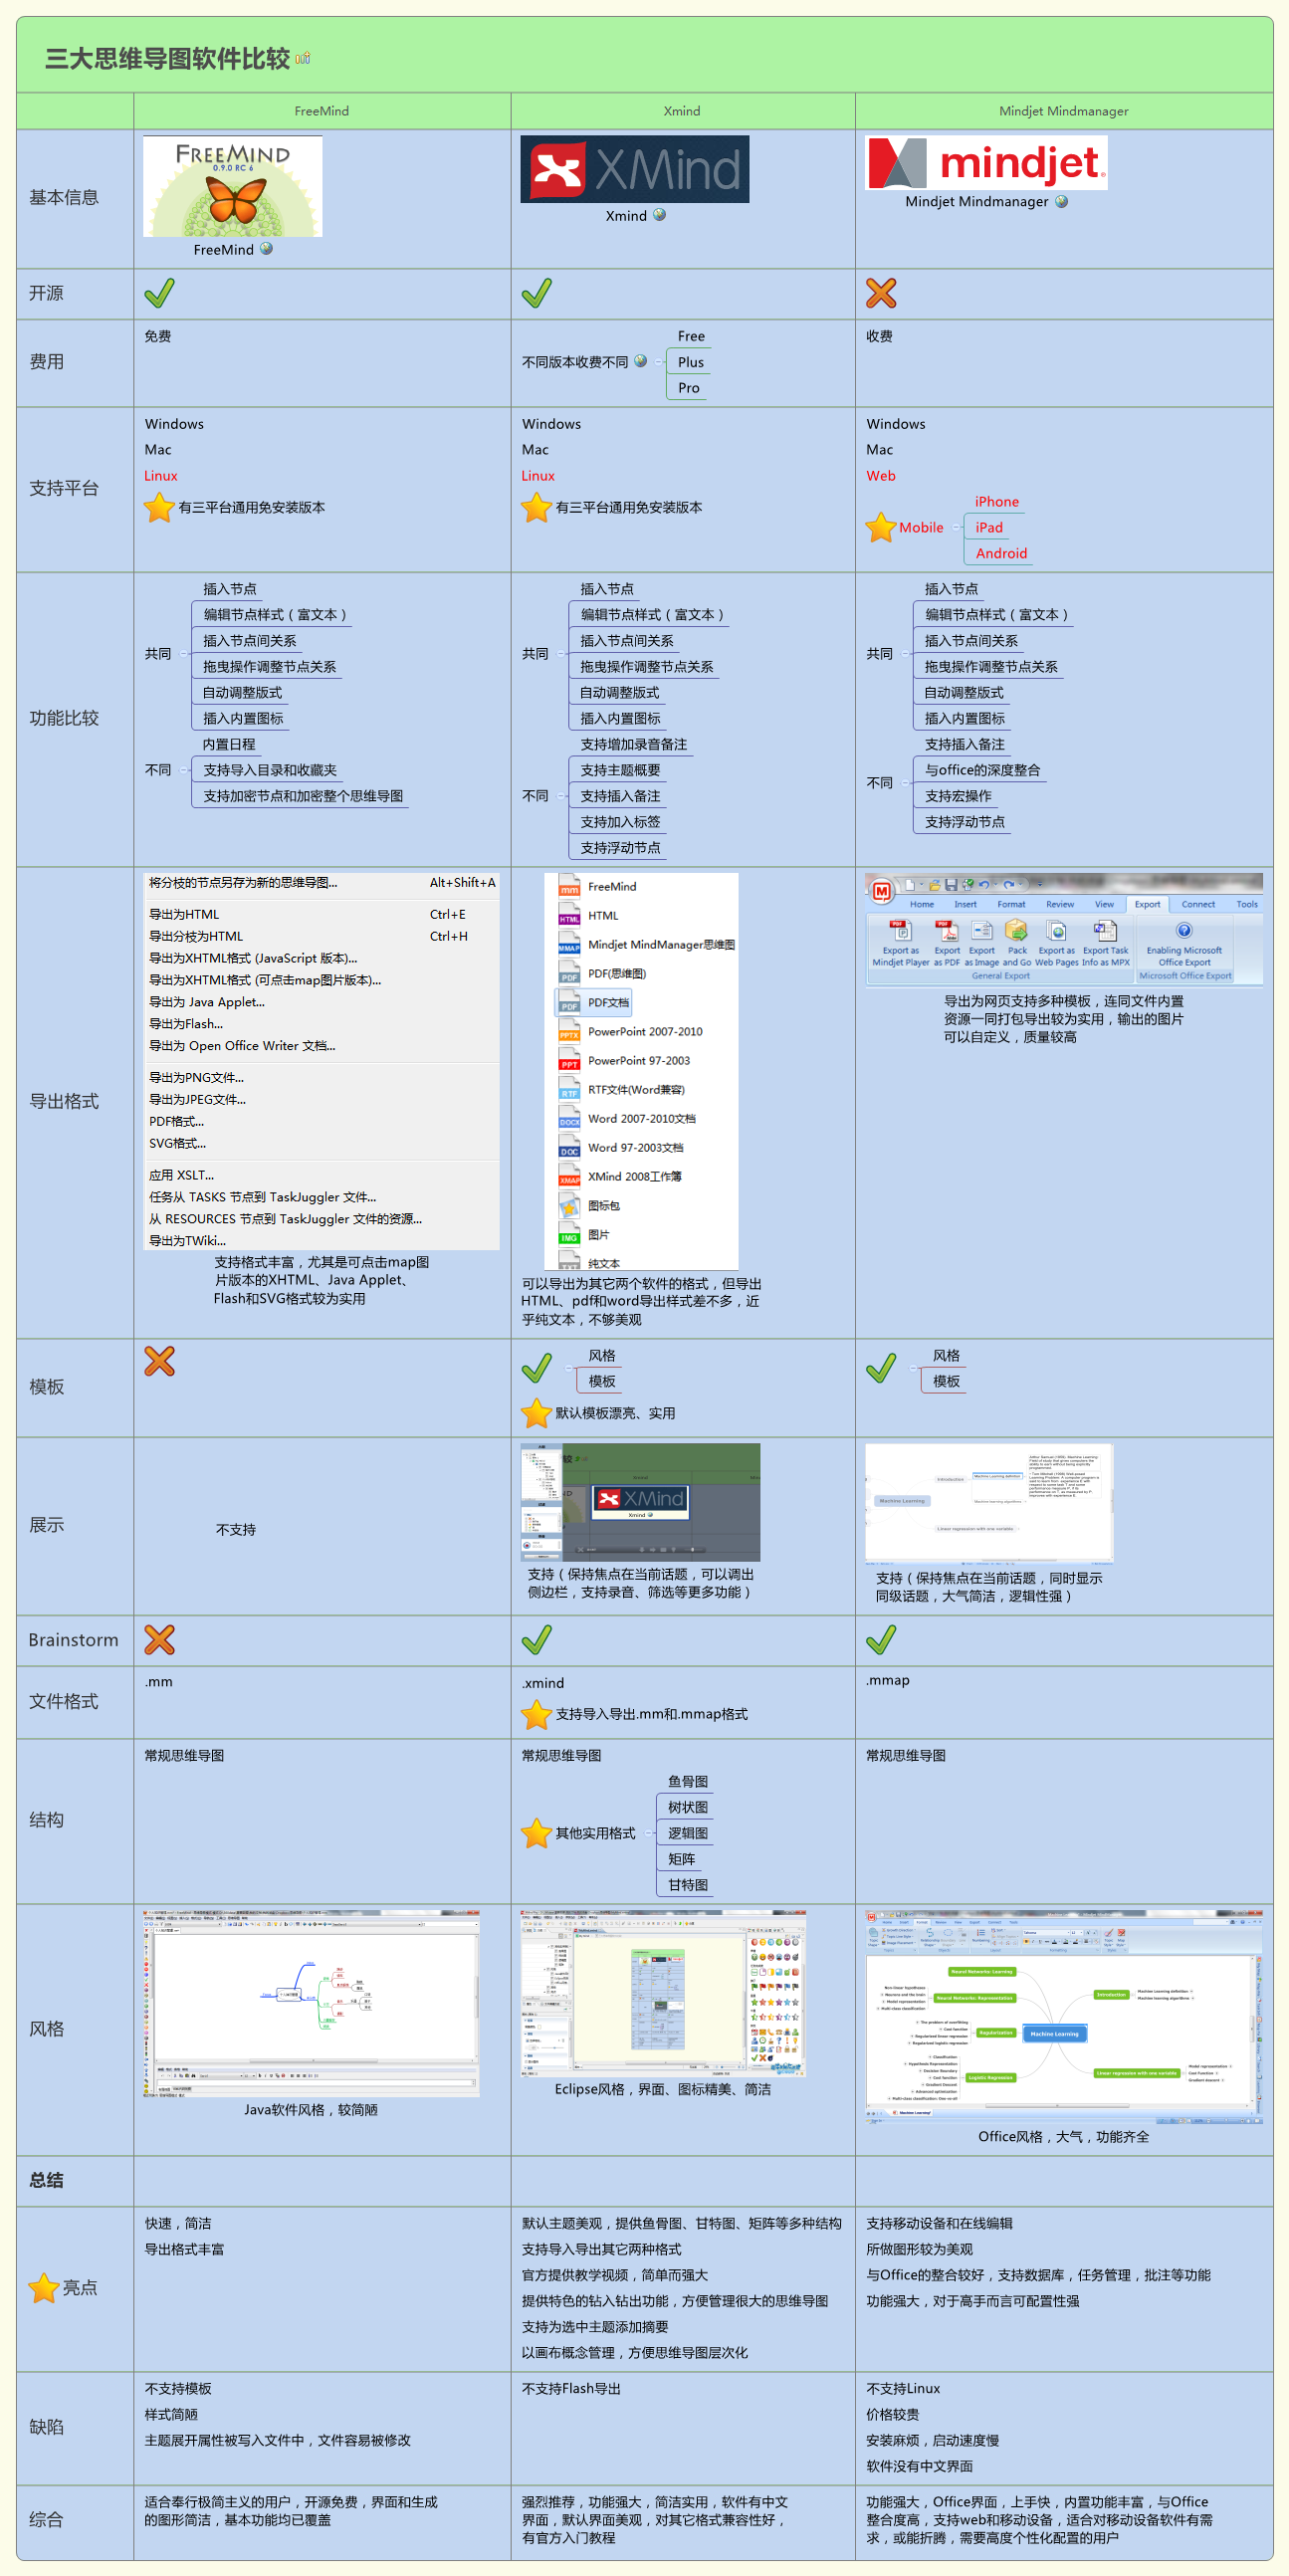 三大思维导图软件比较
FreeMind
Xmind
Mindjet Mindmanager
基本信息
FREEMIND
0.9.0 RC 6
FreeMind
XMind
Xmind
mindjet
Mindjet Mindmanager
开源
费用
免费
不同版本收费不同
Free
Plus
Pro
收费
支持平台
Windows
Mac
Linux
有三平台通用免安装版本
Windows
Mac
Linux
有三平台通用免安装版本
Windows
Mac
Web
Mobile
iPhone
iPad
Android
功能比较
共同
插入节点
编辑节点样式（富文本）
插入节点间关系
拖曳操作调整节点关系
自动调整版式
插入内置图标
不同
内置日程
支持导入目录和收藏夹
支持加密节点和加密整个思维导图
共同
插入节点
编辑节点样式（富文本）
插入节点间关系
拖曳操作调整节点关系
自动调整版式
插入内置图标
不同
支持增加录音备注
支持主题概要
支持插入备注
支持加入标签
支持浮动节点
共同
插入节点
编辑节点样式（富文本）
插入节点间关系
拖曳操作调整节点关系
自动调整版式
插入内置图标
不同
支持插入备注
与office的深度整合
支持宏操作
支持浮动节点
导出格式
将分枝的节点另存为新的思维导图... Alt+Shift+A
导出为HTML Ctrl+E
导出分枝为HTML Ctrl+H
导出为XHTML格式 (JavaScript 版本)...
导出为XHTML格式 (可点击map图片版本)...
导出为 Java Applet...
导出为Flash...
导出为 Open Office Writer 文档...
导出为PNG文件...
导出为JPEG文件...
PDF格式...
SVG格式...
应用 XSLT...
任务从 TASKS 节点到 TaskJuggler 文件...
从 RESOURCES 节点到 TaskJuggler 文件的资源...
导出为TWiki...
支持格式丰富，尤其是可点击map图
片版本的XHTML、Java Applet、
Flash和SVG格式较为实用
mm FreeMind
HTML HTML
MMAP Mindjet MindManager思维图
PDF PDF(思维图)
PDF PDF文档
PPTX PowerPoint 2007-2010
PPT PowerPoint 97-2003
RTF RTF文件(Word兼容)
DOCX Word 2007-2010文档
DOC Word 97-2003文档
XMAP XMind 2008工作簿
图标包
IMG 图片
纯文本
可以导出为其它两个软件的格式，但导出
HTML、pdf和word导出样式差不多，近
乎纯文本，不够美观
Home Insert Format Review View Export Connect Tools
Export as Mindjet Player
Export as PDF
Export as Image
Pack and Go
Export as Web Pages
Export Task Info as MPX
Enabling Microsoft Office Export
General Export
Microsoft Office Export
导出为网页支持多种模板，连同文件内置
资源一同打包导出较为实用，输出的图片
可以自定义，质量较高
模板
风格
模板
默认模板漂亮、实用
风格
模板
展示
不支持
Xmind
XMind
Xmind
支持（保持焦点在当前话题，可以调出
侧边栏，支持录音、筛选等更多功能）
Machine Learning
Introduction
Machine Learning definition
Machine learning algorithms
Linear regression with one variable
支持（保持焦点在当前话题，同时显示
同级话题，大气简洁，逻辑性强）
Brainstorm
文件格式
.mm
.xmind
支持导入导出.mm和.mmap格式
.mmap
结构
常规思维导图
常规思维导图
其他实用格式
鱼骨图
树状图
逻辑图
矩阵
甘特图
常规思维导图
风格
Java软件风格，较简陋
Eclipse风格，界面、图标精美、简洁
Neural Networks: Learning
Neural Networks: Representation
Regularization
Logistic Regression
Machine Learning
Introduction
Linear regression with one variable
Office风格，大气，功能齐全
总结
亮点
快速，简洁
导出格式丰富
默认主题美观，提供鱼骨图、甘特图、矩阵等多种结构
支持导入导出其它两种格式
官方提供教学视频，简单而强大
提供特色的钻入钻出功能，方便管理很大的思维导图
支持为选中主题添加摘要
以画布概念管理，方便思维导图层次化
支持移动设备和在线编辑
所做图形较为美观
与Office的整合较好，支持数据库，任务管理，批注等功能
功能强大，对于高手而言可配置性强
缺陷
不支持模板
样式简陋
主题展开属性被写入文件中，文件容易被修改
不支持Flash导出
不支持Linux
价格较贵
安装麻烦，启动速度慢
软件没有中文界面
综合
适合奉行极简主义的用户，开源免费，界面和生成
的图形简洁，基本功能均已覆盖
强烈推荐，功能强大，简洁实用，软件有中文
界面，默认界面美观，对其它格式兼容性好，
有官方入门教程
功能强大，Office界面，上手快，内置功能丰富，与Office
整合度高，支持web和移动设备，适合对移动设备软件有需
求，或能折腾，需要高度个性化配置的用户